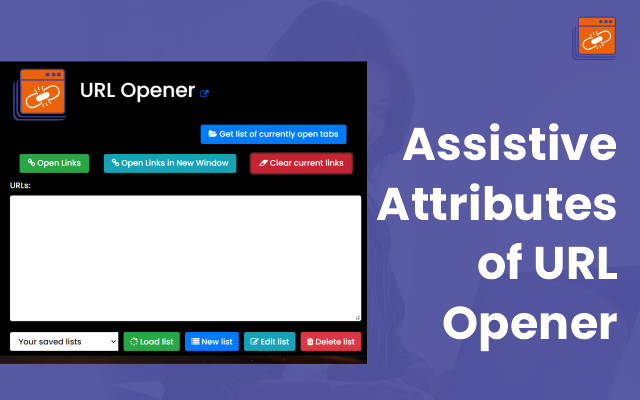 URL Opener
Get list of currently open tabs
Open Links
Open Links in New Window
Clear current links
URLs:
Your saved lists
Load list
New list
Edit list
Delete list
Assistive
Attributes
of URL
Opener